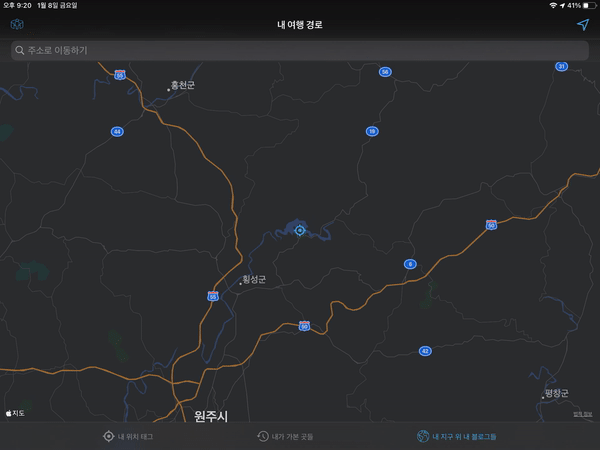 오후 9:20 1월 8일 금요일
41%
내 여행 경로
주소로 이동하기
55
홍천군
56
31
44
19
50
횡성군
6
55
50
42
평창군
원주시
지도
법적 정보
내 위치 태그
내가 가본 곳들
내 지구 위 내 블로그들